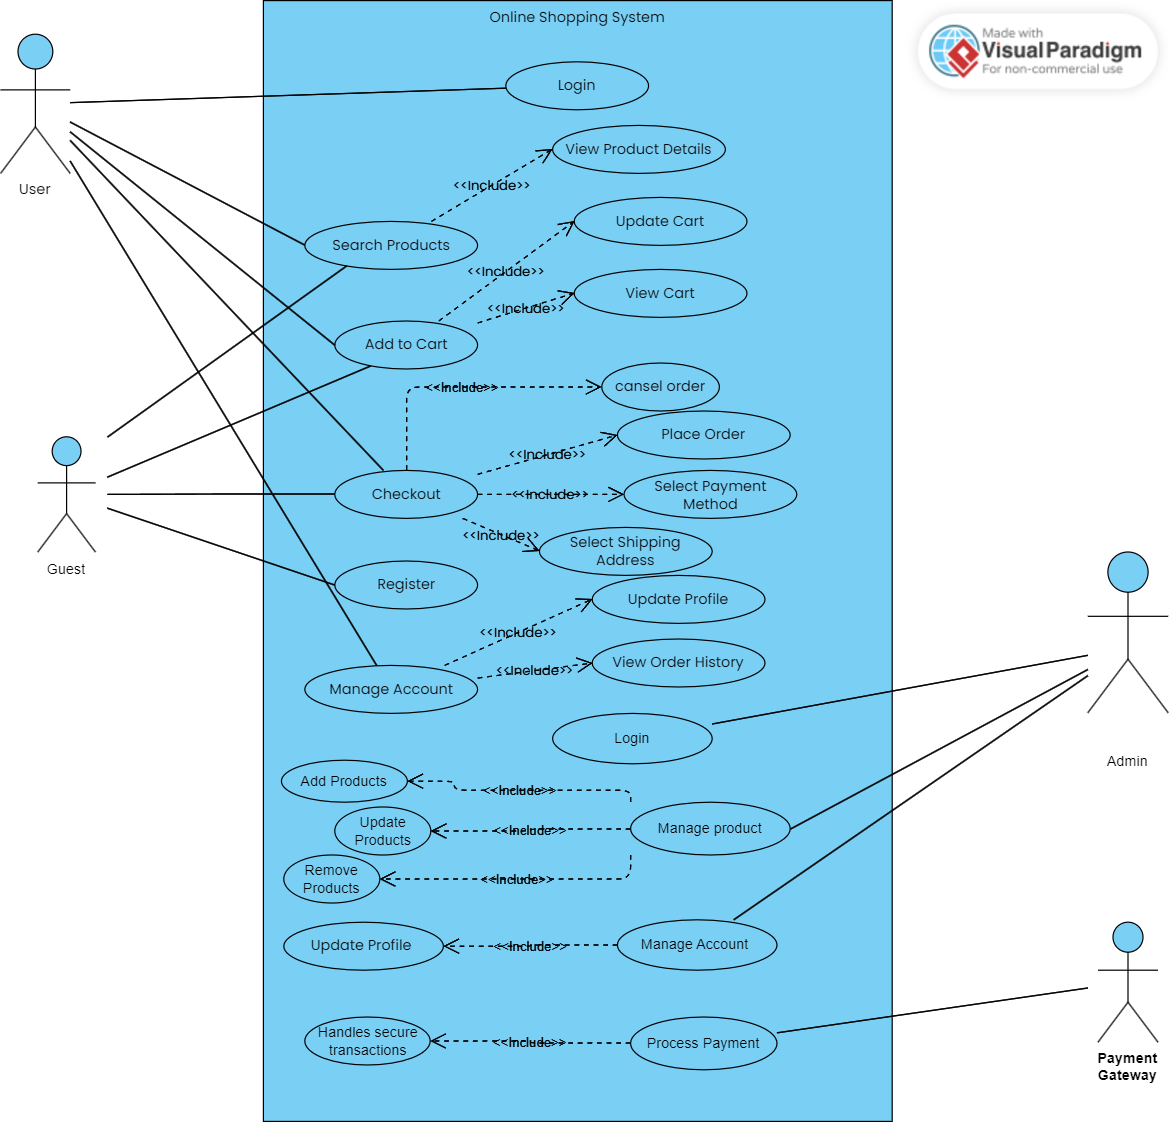 Online Shopping System
Made with
Visual Paradigm
For non-commercial use
Login
User
View Product Details
<<Include>>
Update Cart
Search Products
<<Include>>
View Cart
<<Include>>
Add to Cart
cansel order
<<Include>>
Place Order
<<Include>>
Select Payment
Method
<<Include>>
Checkout
<<Include>>
Select Shipping
Address
Guest
Register
Update Profile
<<Include>>
View Order History
<<Include>>
Manage Account
Login
Admin
Add Products
<<Include>>
Update
Products
<<Include>>
Manage product
Remove
Products
<<Include>>
Update Profile
<<Include>>
Manage Account
Handles secure
transactions
<<Include>>
Process Payment
Payment
Gateway